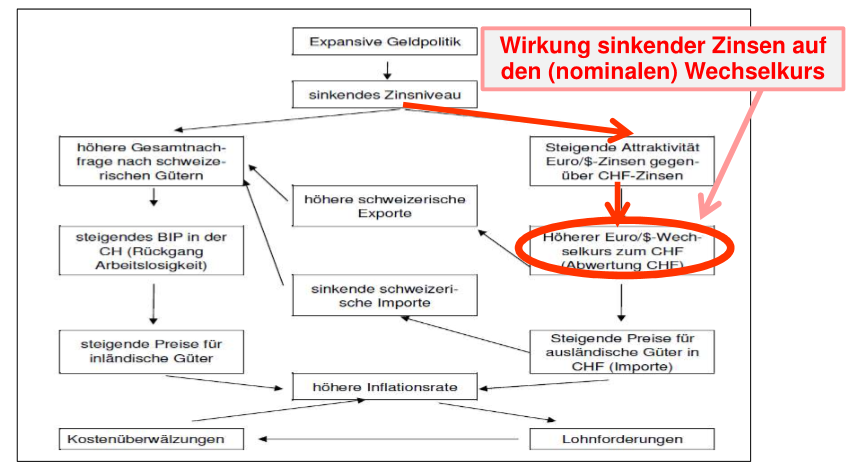 Expansive Geldpolitik
Wirkung sinkender Zinsen auf
den (nominalen) Wechselkurs
sinkendes Zinsniveau
höhere Gesamtnach-
frage nach schweize-
rischen Gütern
Steigende Attraktivität
Euro/$-Zinsen gegen-
über CHF-Zinsen
höhere schweizerische
Exporte
steigendes BIP in der
CH (Rückgang
Arbeitslosigkeit)
Höherer Euro/$-Wech-
selkurs zum CHF
(Abwertung CHF)
sinkende schweizeri-
sche Importe
steigende Preise für
inländische Güter
Steigende Preise für
ausländische Güter in
CHF (Importe)
höhere Inflationsrate
Kostenüberwälzungen
Lohnforderungen